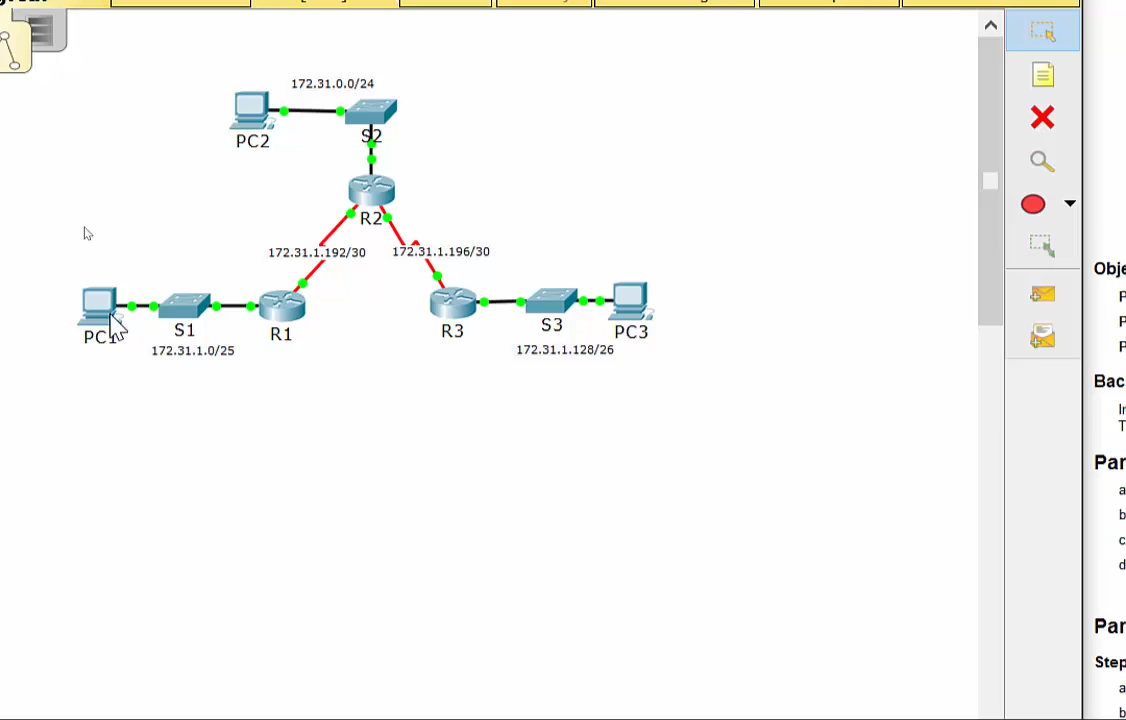 172.31.0.0/24
PC2
S2
R2
172.31.1.192/30
172.31.1.196/30
PC1
S1
R1
R3
S3
PC3
172.31.1.0/25
172.31.1.128/26
Obje
P
P
P
Bac
T
Par
a
b
c
d
Par
Step
a
b